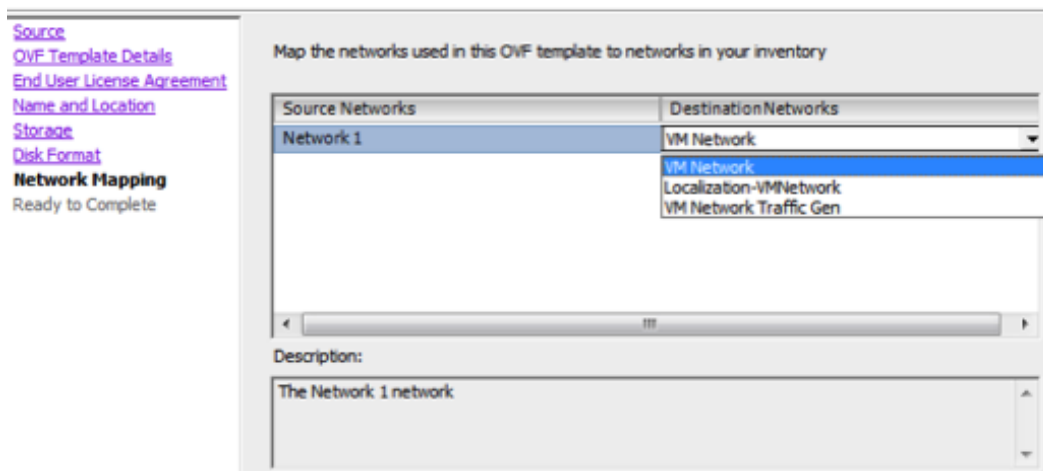 Source
OVF Template Details
End User License Agreement
Name and Location
Storage
Disk Format
Network Mapping
Ready to Complete
Map the networks used in this OVF template to networks in your inventory
Source Networks Destination Networks
Network 1 VM Network
VM Network
Localization-VMNetwork
VM Network Traffic Gen
Description:
The Network 1 network